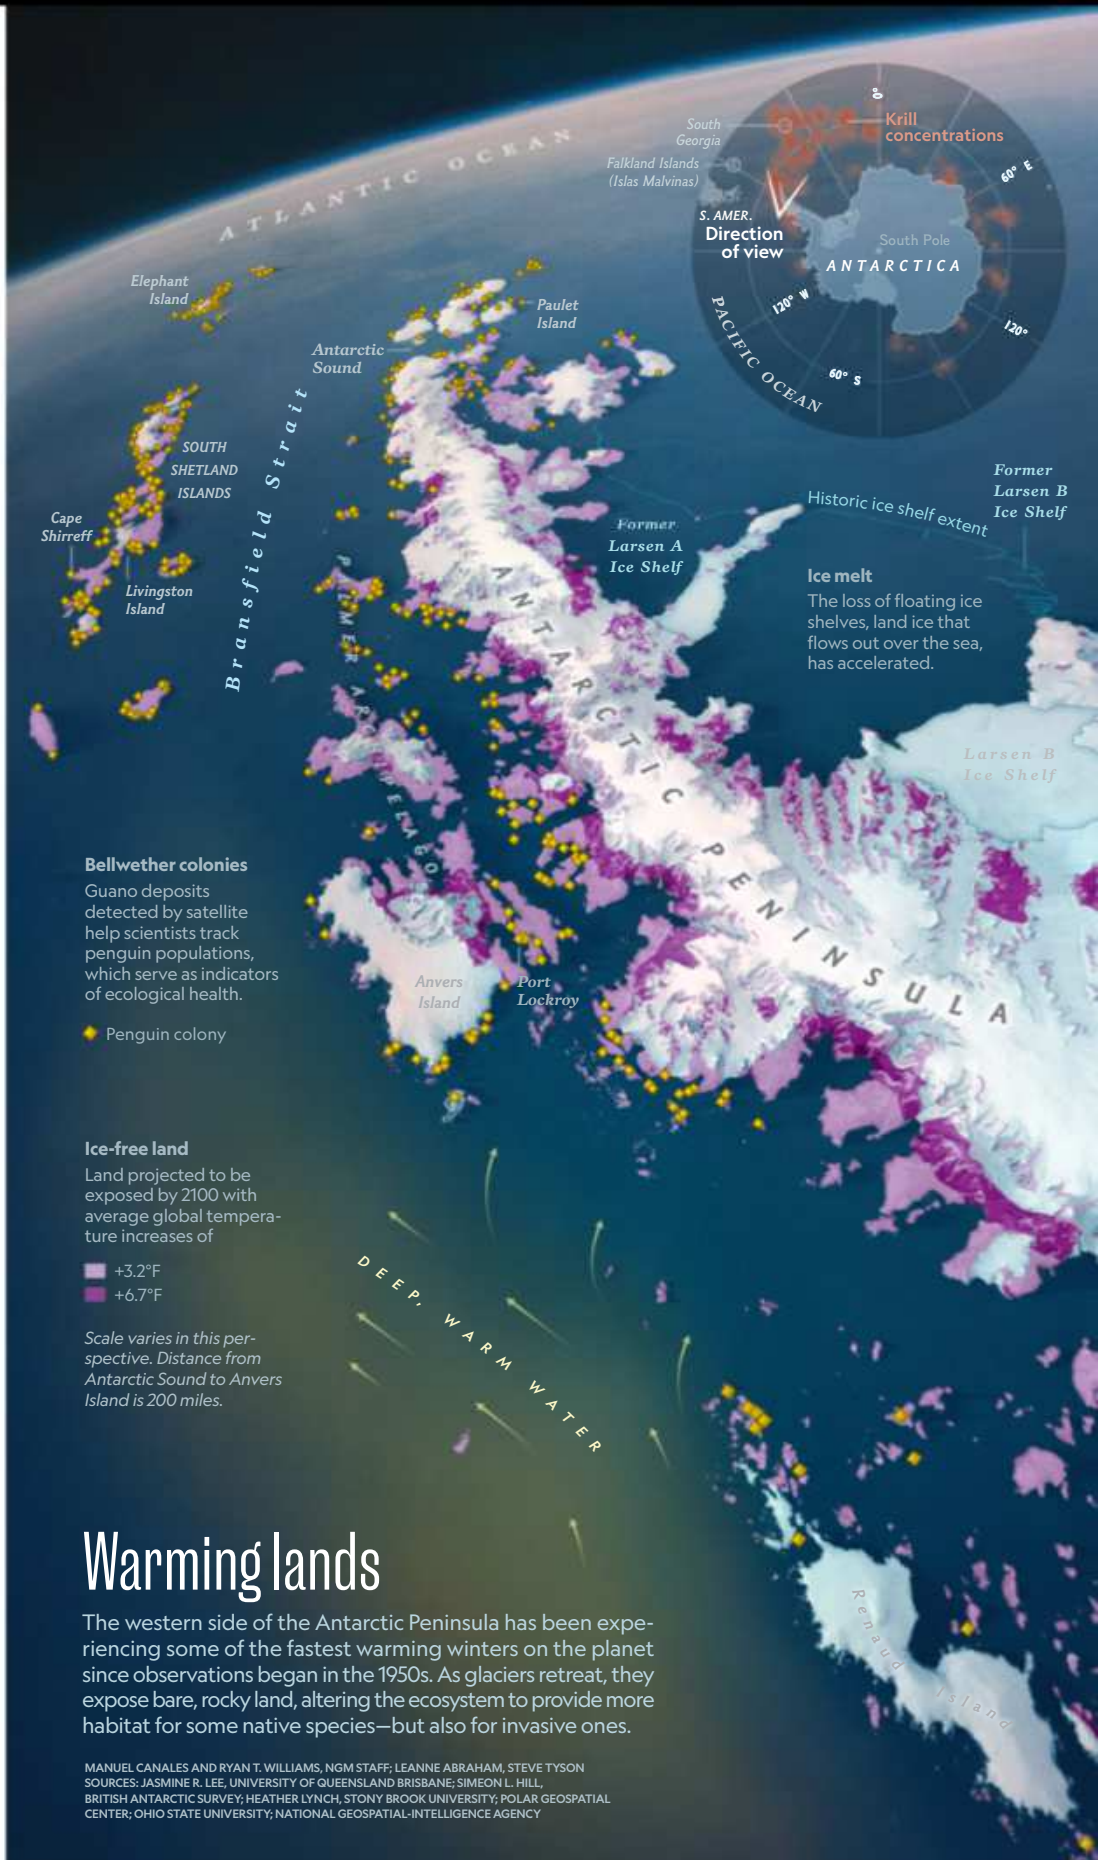 ATLANTIC OCEAN
South
Georgia
Falkland Islands
(Islas Malvinas)
S. AMER.
Direction
of view
0°
Krill
concentrations
60° E
South Pole
ANTARCTICA
120° W
120°
60° S
PACIFIC OCEAN
Elephant
Island
Paulet
Island
Antarctic
Sound
Bransfield Strait
SOUTH
SHETLAND
ISLANDS
Cape
Shirreff
Livingston
Island
PALMER ARCHIPELAGO
Former
Larsen A
Ice Shelf
Historic ice shelf extent
Former
Larsen B
Ice Shelf
Ice melt
The loss of floating ice
shelves, land ice that
flows out over the sea,
has accelerated.
Larsen B
Ice Shelf
ANTARCTIC PENINSULA
Bellwether colonies
Guano deposits
detected by satellite
help scientists track
penguin populations,
which serve as indicators
of ecological health.
Penguin colony
Anvers
Island
Port
Lockroy
Ice-free land
Land projected to be
exposed by 2100 with
average global tempera-
ture increases of
+3.2°F
+6.7°F
Scale varies in this per-
spective. Distance from
Antarctic Sound to Anvers
Island is 200 miles.
DEEP, WARM WATER
Renaud Island
Warming lands
The western side of the Antarctic Peninsula has been expe-
riencing some of the fastest warming winters on the planet
since observations began in the 1950s. As glaciers retreat, they
expose bare, rocky land, altering the ecosystem to provide more
habitat for some native species—but also for invasive ones.
MANUEL CANALES AND RYAN T. WILLIAMS, NGM STAFF; LEANNE ABRAHAM, STEVE TYSON
SOURCES: JASMINE R. LEE, UNIVERSITY OF QUEENSLAND BRISBANE; SIMEON L. HILL,
BRITISH ANTARCTIC SURVEY; HEATHER LYNCH, STONY BROOK UNIVERSITY; POLAR GEOSPATIAL
CENTER; OHIO STATE UNIVERSITY; NATIONAL GEOSPATIAL-INTELLIGENCE AGENCY